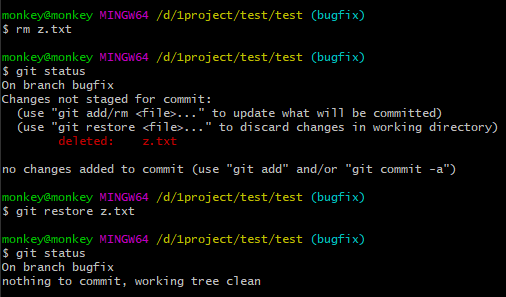 monkey@monkey MINGW64 /d/1project/test/test (bugfix)
$ rm z.txt
monkey@monkey MINGW64 /d/1project/test/test (bugfix)
$ git status
On branch bugfix
Changes not staged for commit:
  (use "git add/rm <file>..." to update what will be committed)
  (use "git restore <file>..." to discard changes in working directory)
        deleted:    z.txt
no changes added to commit (use "git add" and/or "git commit -a")
monkey@monkey MINGW64 /d/1project/test/test (bugfix)
$ git restore z.txt
monkey@monkey MINGW64 /d/1project/test/test (bugfix)
$ git status
On branch bugfix
nothing to commit, working tree clean